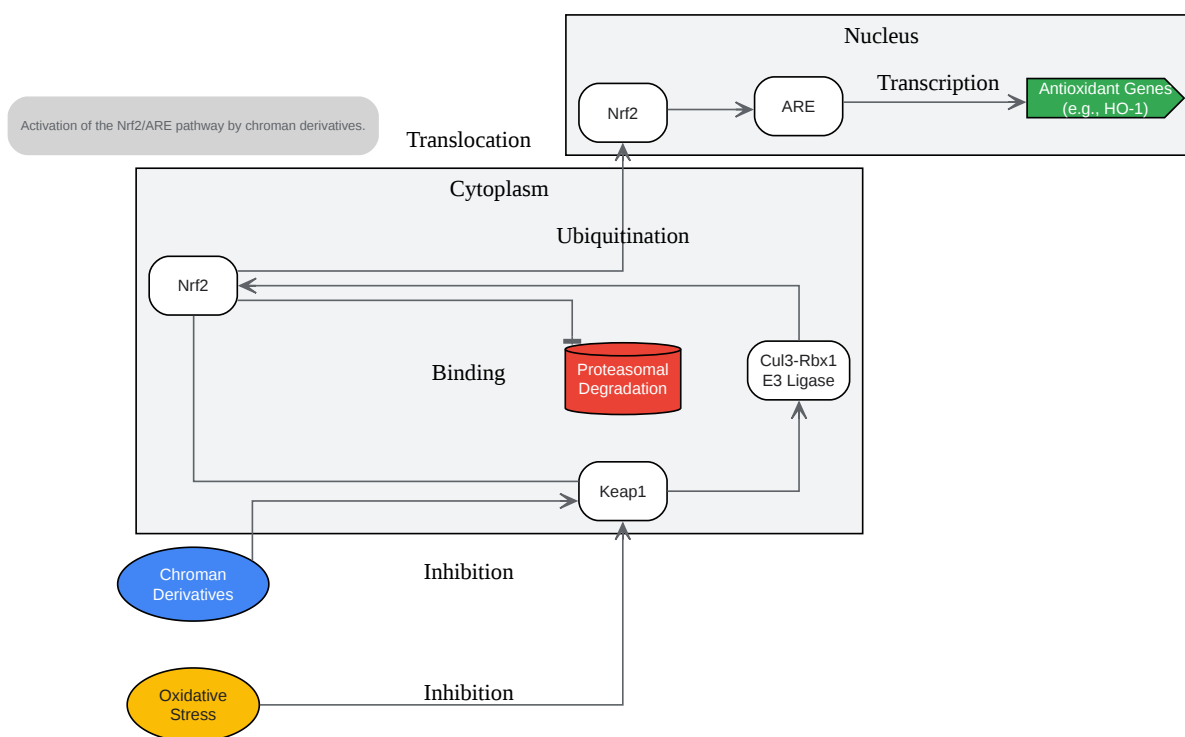 Nucleus
Transcription
Nrf2
ARE
Antioxidant Genes
(e.g., HO-1)
Activation of the Nrf2/ARE pathway by chroman derivatives.
Translocation
Cytoplasm
Ubiquitination
Nrf2
Binding
Proteasomal
Degradation
Cul3-Rbx1
E3 Ligase
Keap1
Chroman
Derivatives
Inhibition
Oxidative
Stress
Inhibition